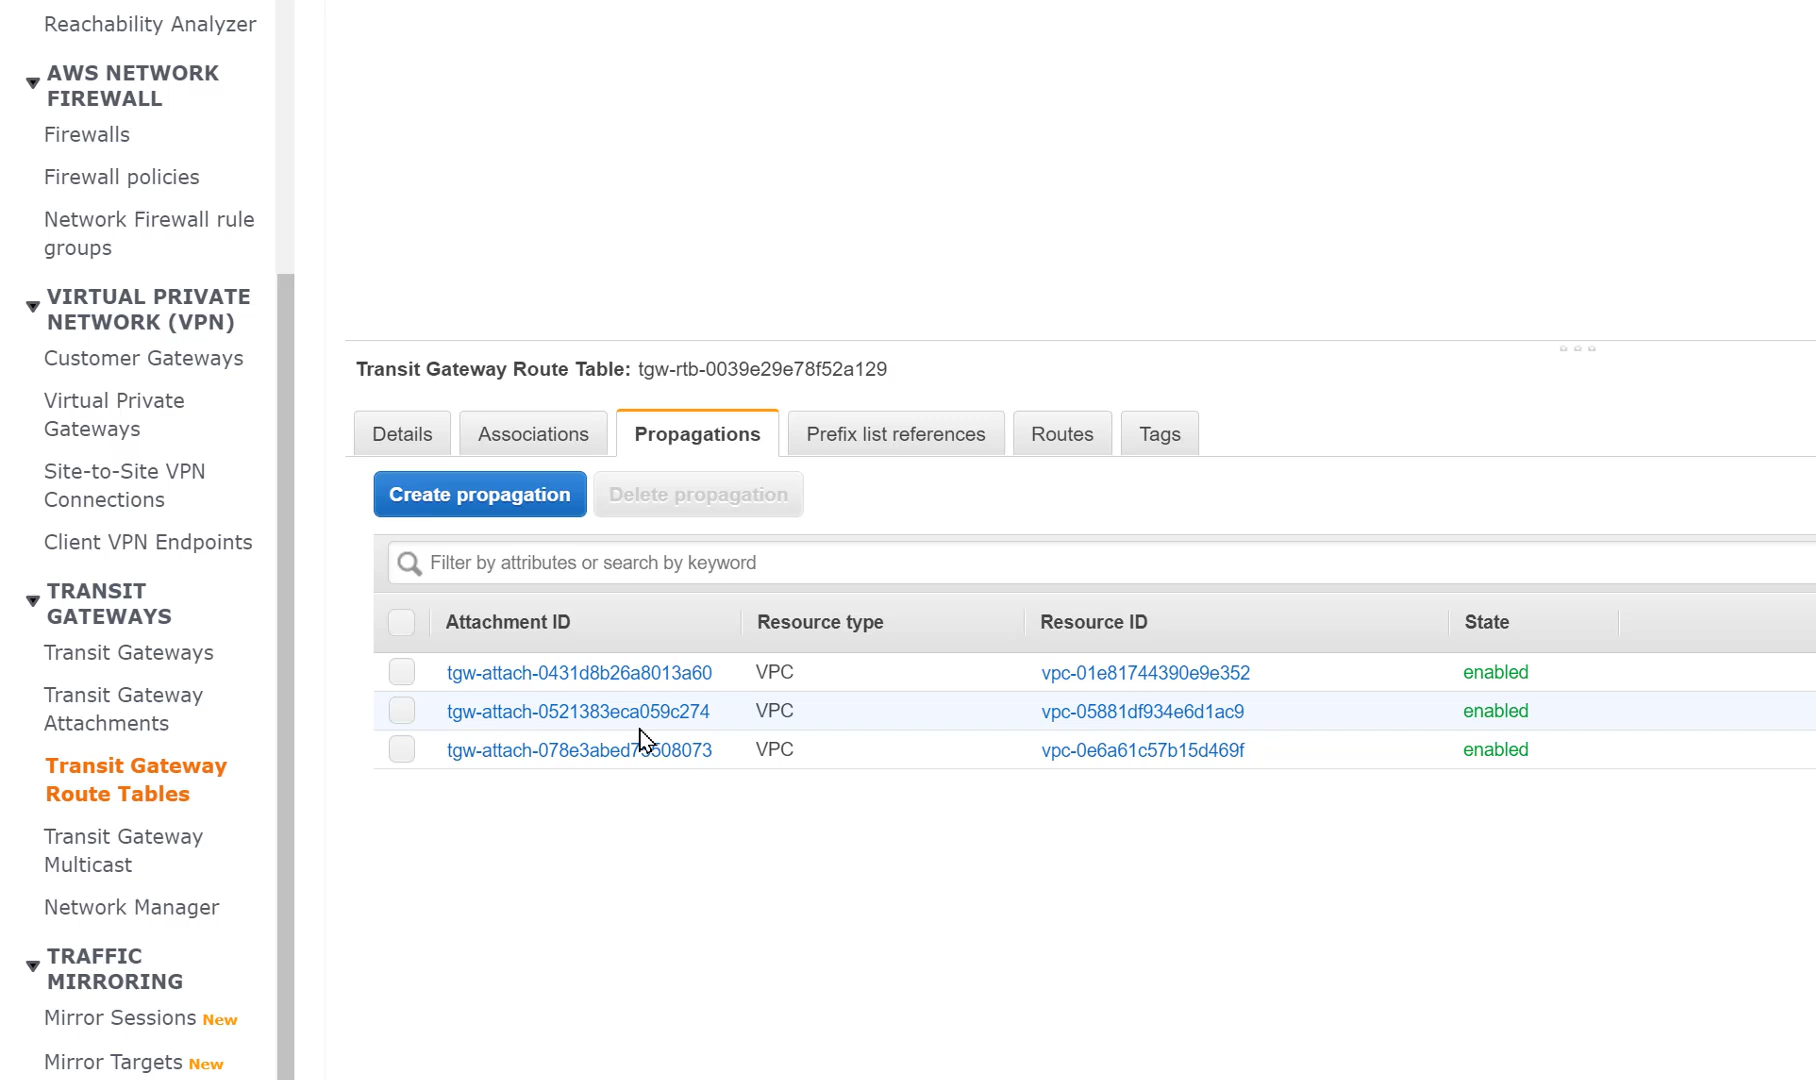 Reachability Analyzer
AWS NETWORK
FIREWALL
Firewalls
Firewall policies
Network Firewall rule
groups
VIRTUAL PRIVATE
NETWORK (VPN)
Customer Gateways
Virtual Private
Gateways
Site-to-Site VPN
Connections
Client VPN Endpoints
TRANSIT
GATEWAYS
Transit Gateways
Transit Gateway
Attachments
Transit Gateway
Route Tables
Transit Gateway
Multicast
Network Manager
TRAFFIC
MIRRORING
Mirror Sessions New
Mirror Targets New
Transit Gateway Route Table: tgw-rtb-0039e29e78f52a129
Details Associations Propagations Prefix list references Routes Tags
Create propagation Delete propagation
Filter by attributes or search by keyword
Attachment ID Resource type Resource ID State
tgw-attach-0431d8b26a8013a60 VPC vpc-01e81744390e9e352 enabled
tgw-attach-0521383eca059c274 VPC vpc-05881df934e6d1ac9 enabled
VPC vpc-0e6a61c57b15d469f enabled